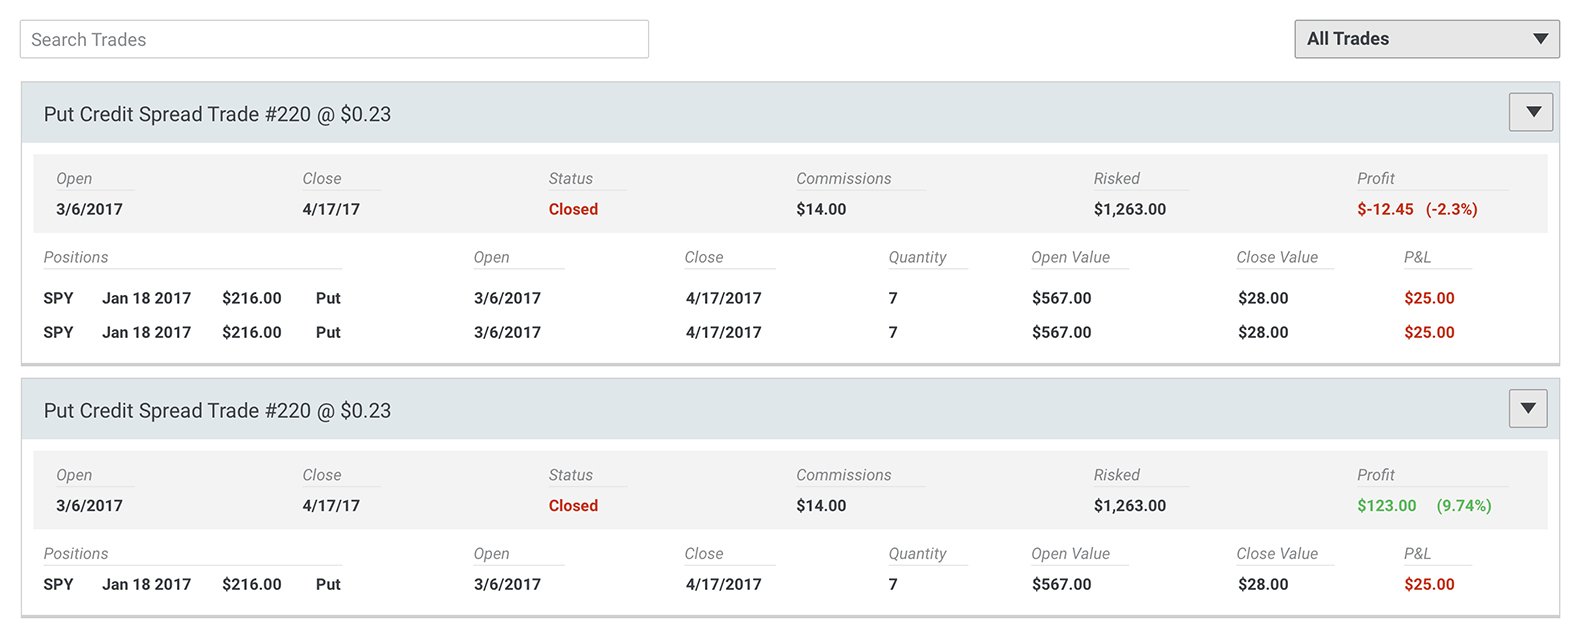 Search Trades All Trades
Put Credit Spread Trade #220 @ $0.23
Open Close Status Commissions Risked Profit
3/6/2017 4/17/17 Closed $14.00 $1,263.00 $-12.45 (-2.3%)
Positions Open Close Quantity Open Value Close Value P&L
SPY Jan 18 2017 $216.00 Put 3/6/2017 4/17/2017 7 $567.00 $28.00 $25.00
SPY Jan 18 2017 $216.00 Put 3/6/2017 4/17/2017 7 $567.00 $28.00 $25.00
Put Credit Spread Trade #220 @ $0.23
Open Close Status Commissions Risked Profit
3/6/2017 4/17/17 Closed $14.00 $1,263.00 $123.00 (9.74%)
Positions Open Close Quantity Open Value Close Value P&L
SPY Jan 18 2017 $216.00 Put 3/6/2017 4/17/2017 7 $567.00 $28.00 $25.00